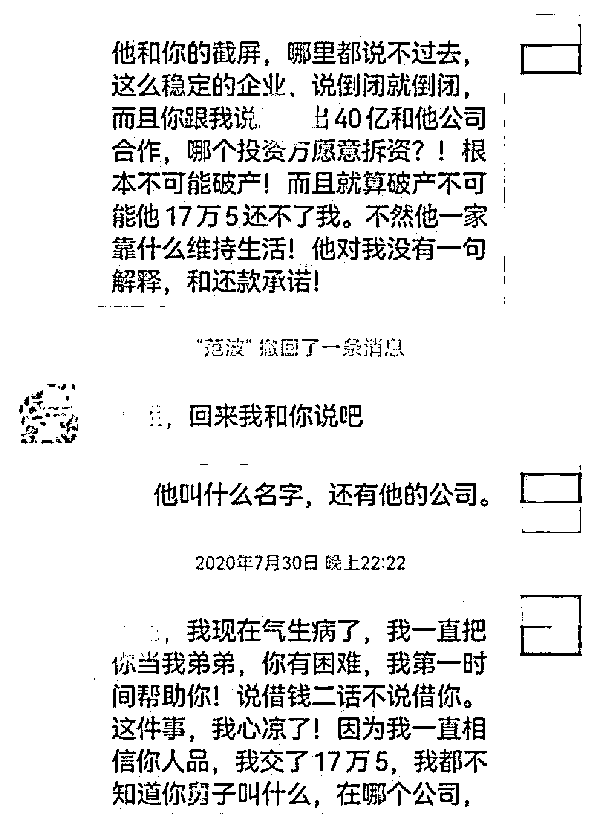 他和你的截屏，哪里都说不过去，
这么稳定的企业、说倒闭就倒闭，
而且你跟我说 出40亿和他公司
合作，哪个投资方愿意拆资？！根
本不可能破产！而且就算破产不可
能他17万5还不了我。不然他一家
靠什么维持生活！他对我没有一句
解释，和还款承诺！
“范波”撤回了一条消息
，回来我和你说吧
他叫什么名字，还有他的公司。
2020年7月30日 晚上22:22
，我现在气生病了，我一直把
你当我弟弟，你有困难，我第一时
间帮助你！说借钱二话不说借你。
这件事，我心凉了！因为我一直相
信你人品，我交了17万5，我都不
知道你舅子叫什么，在哪个公司，